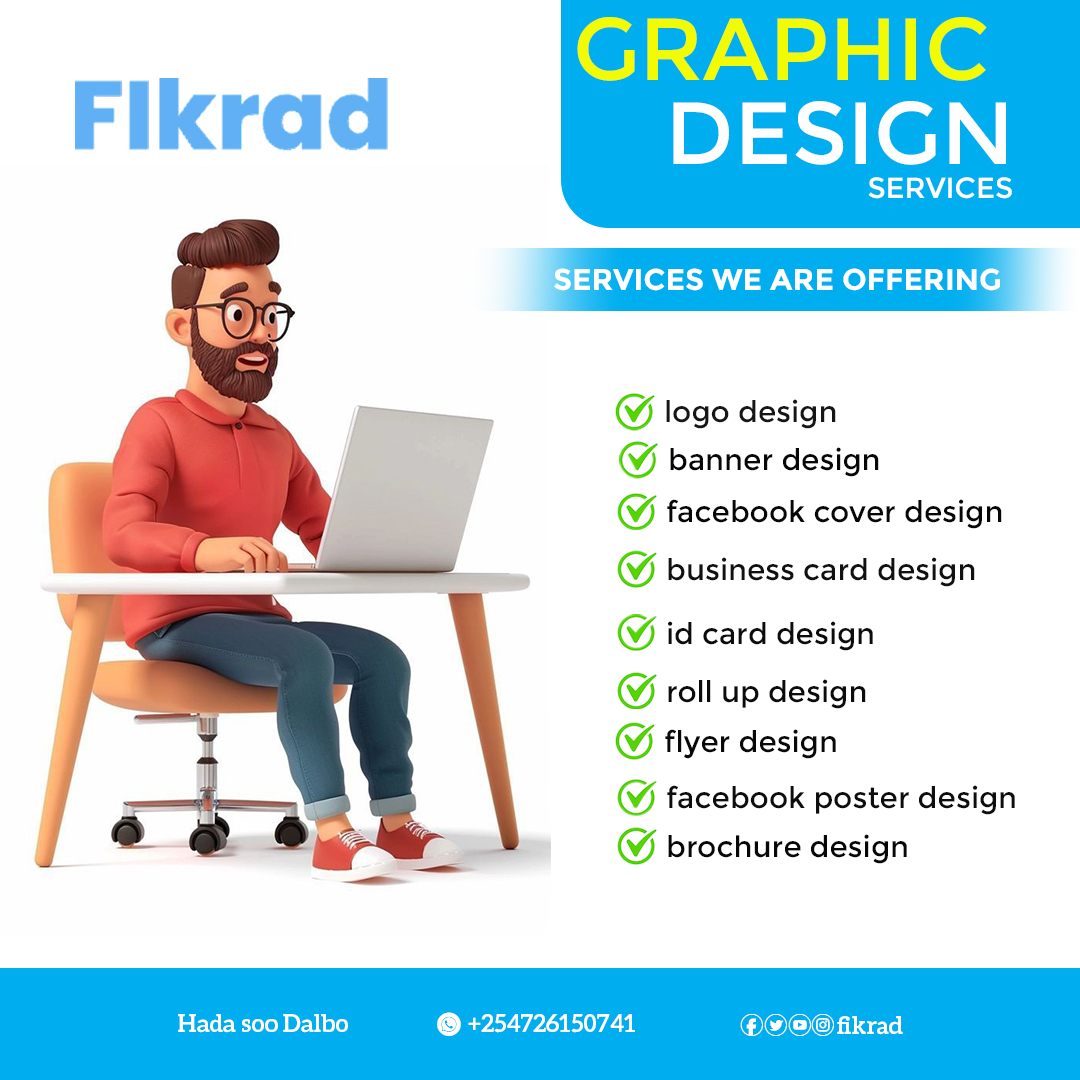 FIkrad
GRAPHIC
DESIGN
SERVICES
SERVICES WE ARE OFFERING
logo design
banner design
facebook cover design
business card design
id card design
roll up design
flyer design
facebook poster design
brochure design
Hada soo Dalbo
+254726150741
fikrad